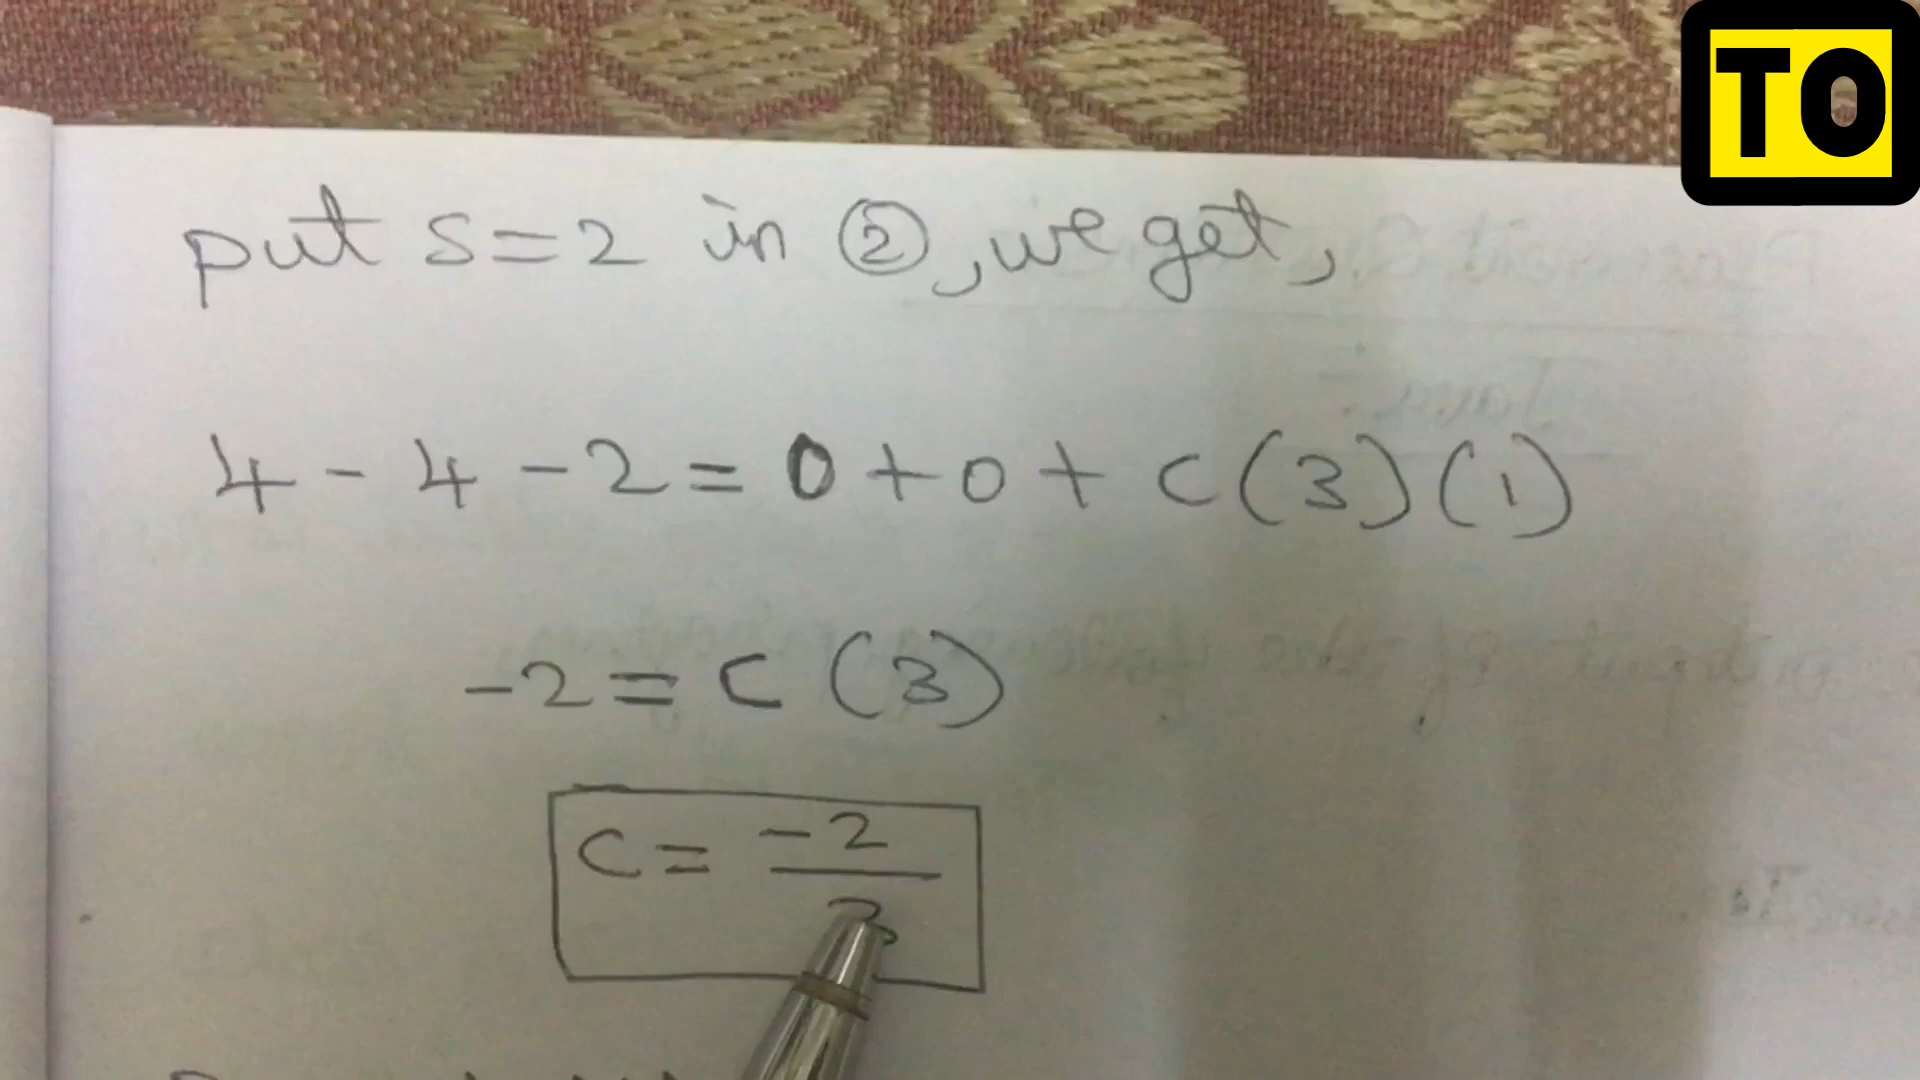 TO
put s=2 in ②, we get,
4 - 4 - 2 = 0 + 0 + C (3) (1)
-2 = C (3)
C = -2
3